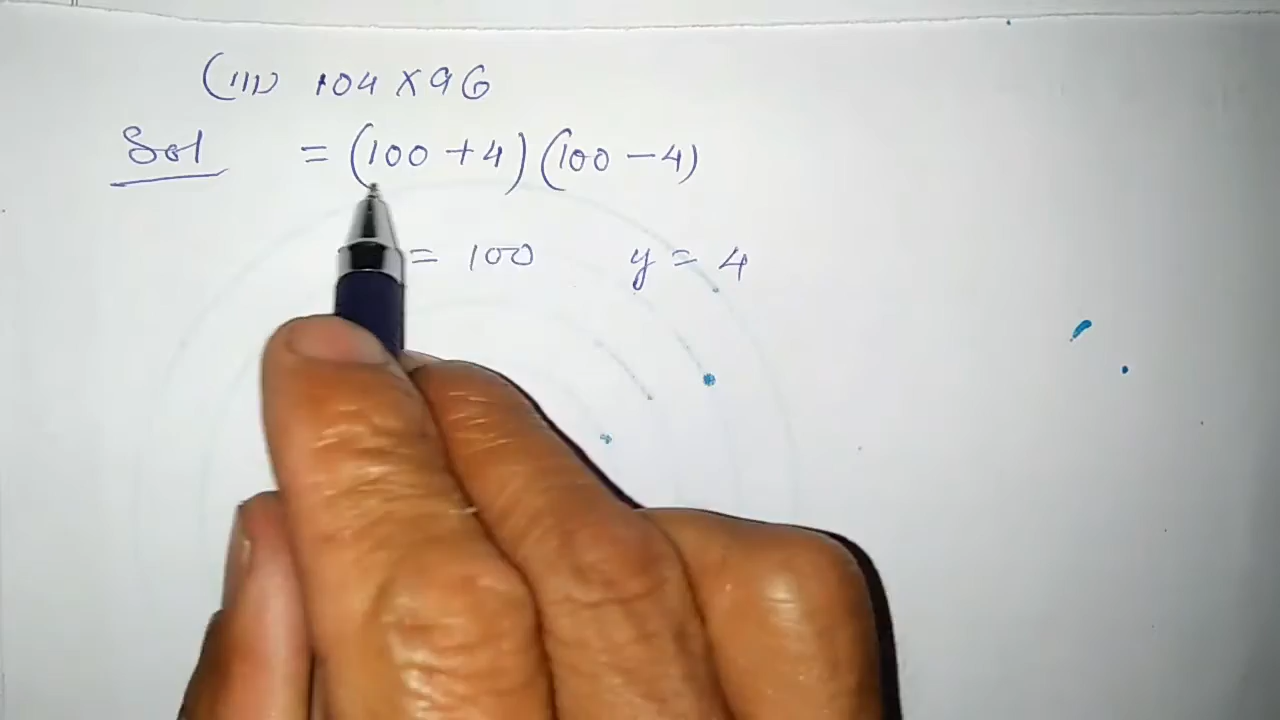 (iii) 104 × 96
Sol = (100 + 4) (100 - 4)
= 100 y = 4